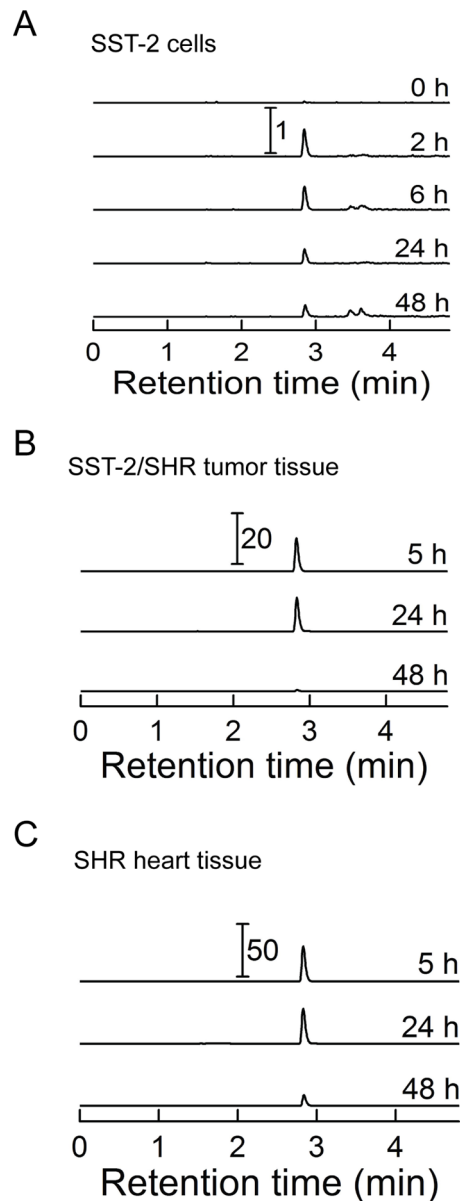 A
SST-2 cells
0 h
1
2 h
6 h
24 h
48 h
0 1 2 3 4
Retention time (min)
B
SST-2/SHR tumor tissue
20
5 h
24 h
48 h
0 1 2 3 4
Retention time (min)
C
SHR heart tissue
50
5 h
24 h
48 h
0 1 2 3 4
Retention time (min)